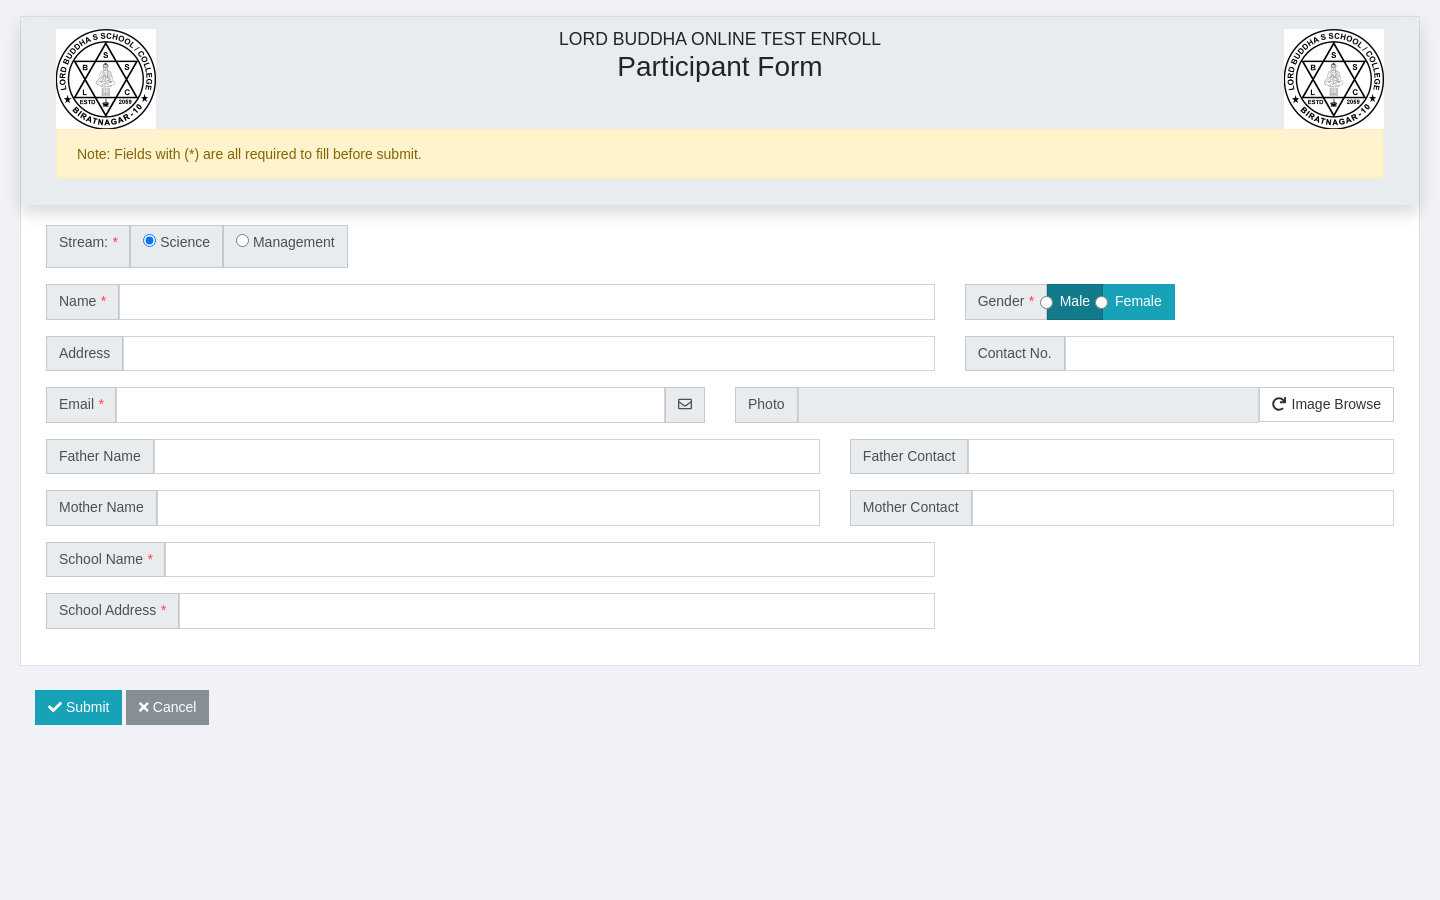 LORD BUDDHA ONLINE TEST ENROLL
Participant Form
LORD BUDDHA S SCHOOL / COLLEGE
S
B S
L C
ESTD 2059
★ BIRATNAGAR-10 ★
LORD BUDDHA S SCHOOL / COLLEGE
S
B S
L C
ESTD 2059
★ BIRATNAGAR-10 ★
Note: Fields with (*) are all required to fill before submit.
Stream: * Science Management
Name * Gender * Male Female
Address Contact No.
Email * Photo Image Browse
Father Name Father Contact
Mother Name Mother Contact
School Name *
School Address *
Submit Cancel